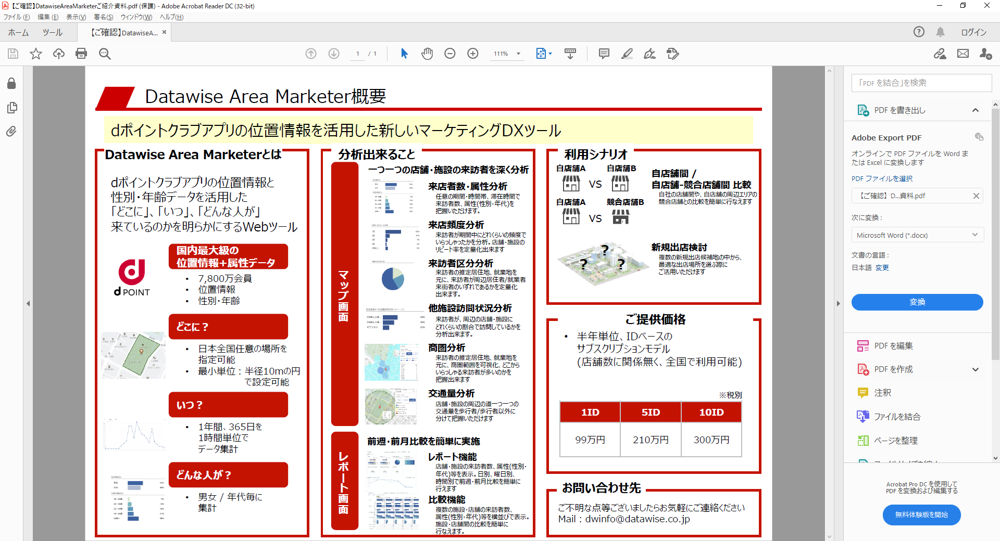 【ご確認】DatawiseAreaMarketerご紹介資料.pdf (保護) - Adobe Acrobat Reader DC (32-bit)
ファイル(F) 編集(E) 表示(V) 署名(S) ウィンドウ(W) ヘルプ(H)
ホーム ツール 【ご確認】DatawiseA... × ログイン
1 / 1 111%
Datawise Area Marketer概要
dポイントクラブアプリの位置情報を活用した新しいマーケティングDXツール
Datawise Area Marketerとは
dポイントクラブアプリの位置情報と
性別・年齢データを活用した
「どこに」、「いつ」、「どんな人が」
来ているのかを明らかにするWebツール
d POINT
国内最大級の
位置情報＋属性データ
• 7,800万会員
• 位置情報
• 性別・年齢
どこに？
• 日本全国任意の場所を
指定可能
• 最小単位：半径10mの円
で設定可能
いつ？
• 1年間、365日を
1時間単位で
データ集計
どんな人が？
• 男女 / 年代毎に
集計
分析出来ること
マップ画面
一つ一つの店舗・施設の来訪者を深く分析
来店者数・属性分析
任意の期間・時間帯、滞在時間で
来訪者数、属性(性別・年代)を
把握いただけます。
来店頻度分析
来訪者が期間中にどれくらいの頻度で
いらっしゃったかを分析。店舗・施設の
リピート率を定量化出来ます
来訪者区分分析
来訪者の推定居住地、就業地を
元に、来訪者が周辺居住者/就業者
来街者のいずれであるかを定量化
出来ます。
他施設訪問状況分析
来訪者が、周辺の店舗・施設に
どれくらいの割合で訪問しているかを
分析出来ます。
商圏分析
来訪者の推定居住地、就業地を
元に、商圏範囲を可視化、どこから
いらっしゃる来訪者が多いのかを
把握出来ます
交通量分析
店舗・施設の周辺の道一つ一つの
交通量を歩行者/歩行者以外に
分けて把握いただけます
レポート画面
前週・前月比較を簡単に実施
レポート機能
店舗・施設の来訪者数、属性(性別・
年代)等を表示。日別、曜日別、
時間別で前週・前月比較を簡単に
行えます
比較機能
複数の施設・店舗の来訪者数、
属性(性別・年代)等を横並びで表示。
施設・店舗間の比較を簡単に
行なえます。
利用シナリオ
自店舗A 自店舗B
VS
自店舗A 競合店舗B
VS
自店舗間 /
自店舗-競合店舗間 比較
自社の店舗間や、自店舗の周辺エリアの
競合店舗との比較を簡単に行なえます
? ? ?
新規出店検討
複数の新規出店候補地の中から、
最適な出店場所を選ぶ際に
ご活用いただけます
ご提供価格
• 半年単位、IDベースの
サブスクリプションモデル
(店舗数に関係無く、全国で利用可能)
※税別
1ID 5ID 10ID
99万円 210万円 300万円
お問い合わせ先
ご不明な点等ございましたらお気軽にご連絡ください
Mail：dwinfo@datawise.co.jp
「PDF を結合」を検索
PDF を書き出し
Adobe Export PDF
オンラインで PDF ファイルを Word ま
たは Excel に変換します
PDF ファイルを選択
【ご確認】D...資料.pdf
次に変換 :
Microsoft Word (*.docx)
文書の言語 :
日本語 変更
変換
PDF を編集
PDF を作成
注釈
ファイルを結合
ページを整理
Acrobat Pro DC を使用して
PDF を変換および編集する
無料体験版を開始